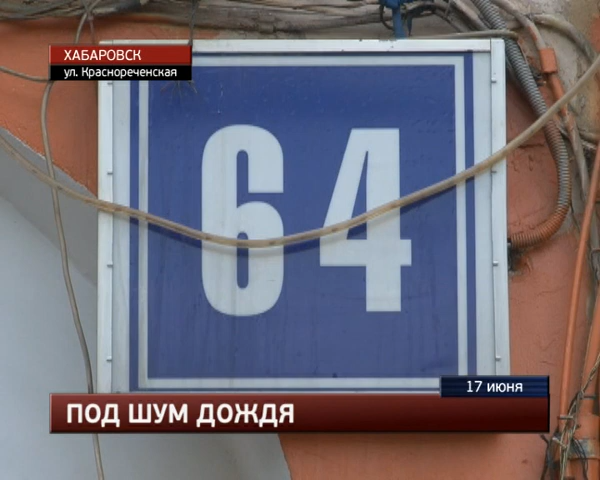 ХАБАРОВСК
ул. Краснореченская
64
17 июня
ПОД ШУМ ДОЖДЯ